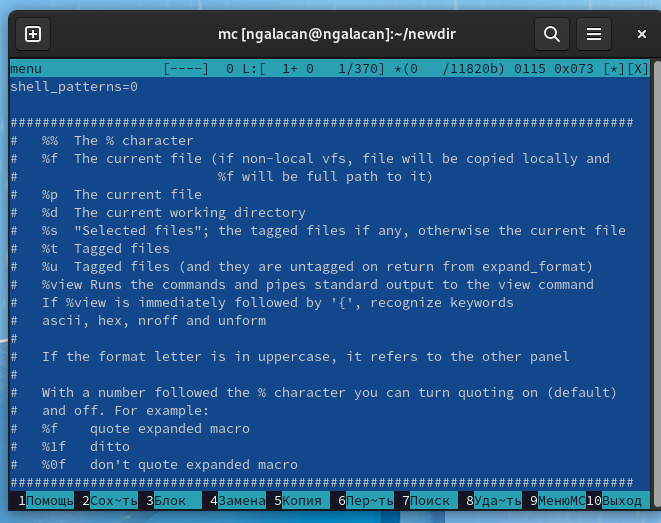 mc [ngalacan@ngalacan]:~/newdir
menu [----] 0 L:[ 1+ 0 1/370] *(0 /11820b) 0115 0x073 [*][X]
shell_patterns=0
##############################################################################
# %% The % character
# %f The current file (if non-local vfs, file will be copied locally and
# %f will be full path to it)
# %p The current file
# %d The current working directory
# %s "Selected files"; the tagged files if any, otherwise the current file
# %t Tagged files
# %u Tagged files (and they are untagged on return from expand_format)
# %view Runs the commands and pipes standard output to the view command
# If %view is immediately followed by '{', recognize keywords
# ascii, hex, nroff and unform
#
# If the format letter is in uppercase, it refers to the other panel
#
# With a number followed the % character you can turn quoting on (default)
# and off. For example:
# %f quote expanded macro
# %1f ditto
# %0f don't quote expanded macro
##############################################################################
1Помощь 2Сох~ть 3Блок 4Замена 5Копия 6Пер~ть 7Поиск 8Уда~ть 9МенюMC 10Выход